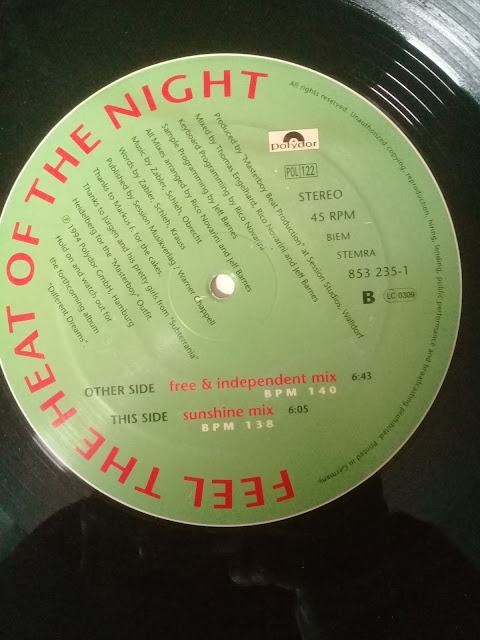 FEEL THE HEAT OF THE NIGHT
All rights reserved. Unauthorized copying, reproduction, hiring, lending, public performance and broadcasting prohibited. Printed in Germany.
polydor
POL 122
STEREO
45 RPM
BIEM
STEMRA
853 235-1
B LC 0309
Produced by "Masterboy Beat Production" at Session Studios, Walldorf
Mixed by Thomas Engelhard, Rico Novarini and Jeff Barnes
Keyboard Programming by Rico Novarini
Sample Programming by Jeff Barnes
All Mixes arranged by Rico Novarini and Jeff Barnes
Music by Zabler, Schleh, Obrecht
Words by Zabler, Schleh, Krauss
Published by Session Musikverlag / Warner Chappell
Thanks to Markus F. for the cakes,
Thanks to Jürgen and his pretty girls from "Subterrania"
Heidelberg for the "Masterboy" Outfit
℗ 1994 Polydor GmbH, Hamburg
Hold on and watch out for
the forthcoming album
"Different Dreams"
OTHER SIDE free & independent mix 6:43
BPM 140
THIS SIDE sunshine mix 6:05
BPM 138